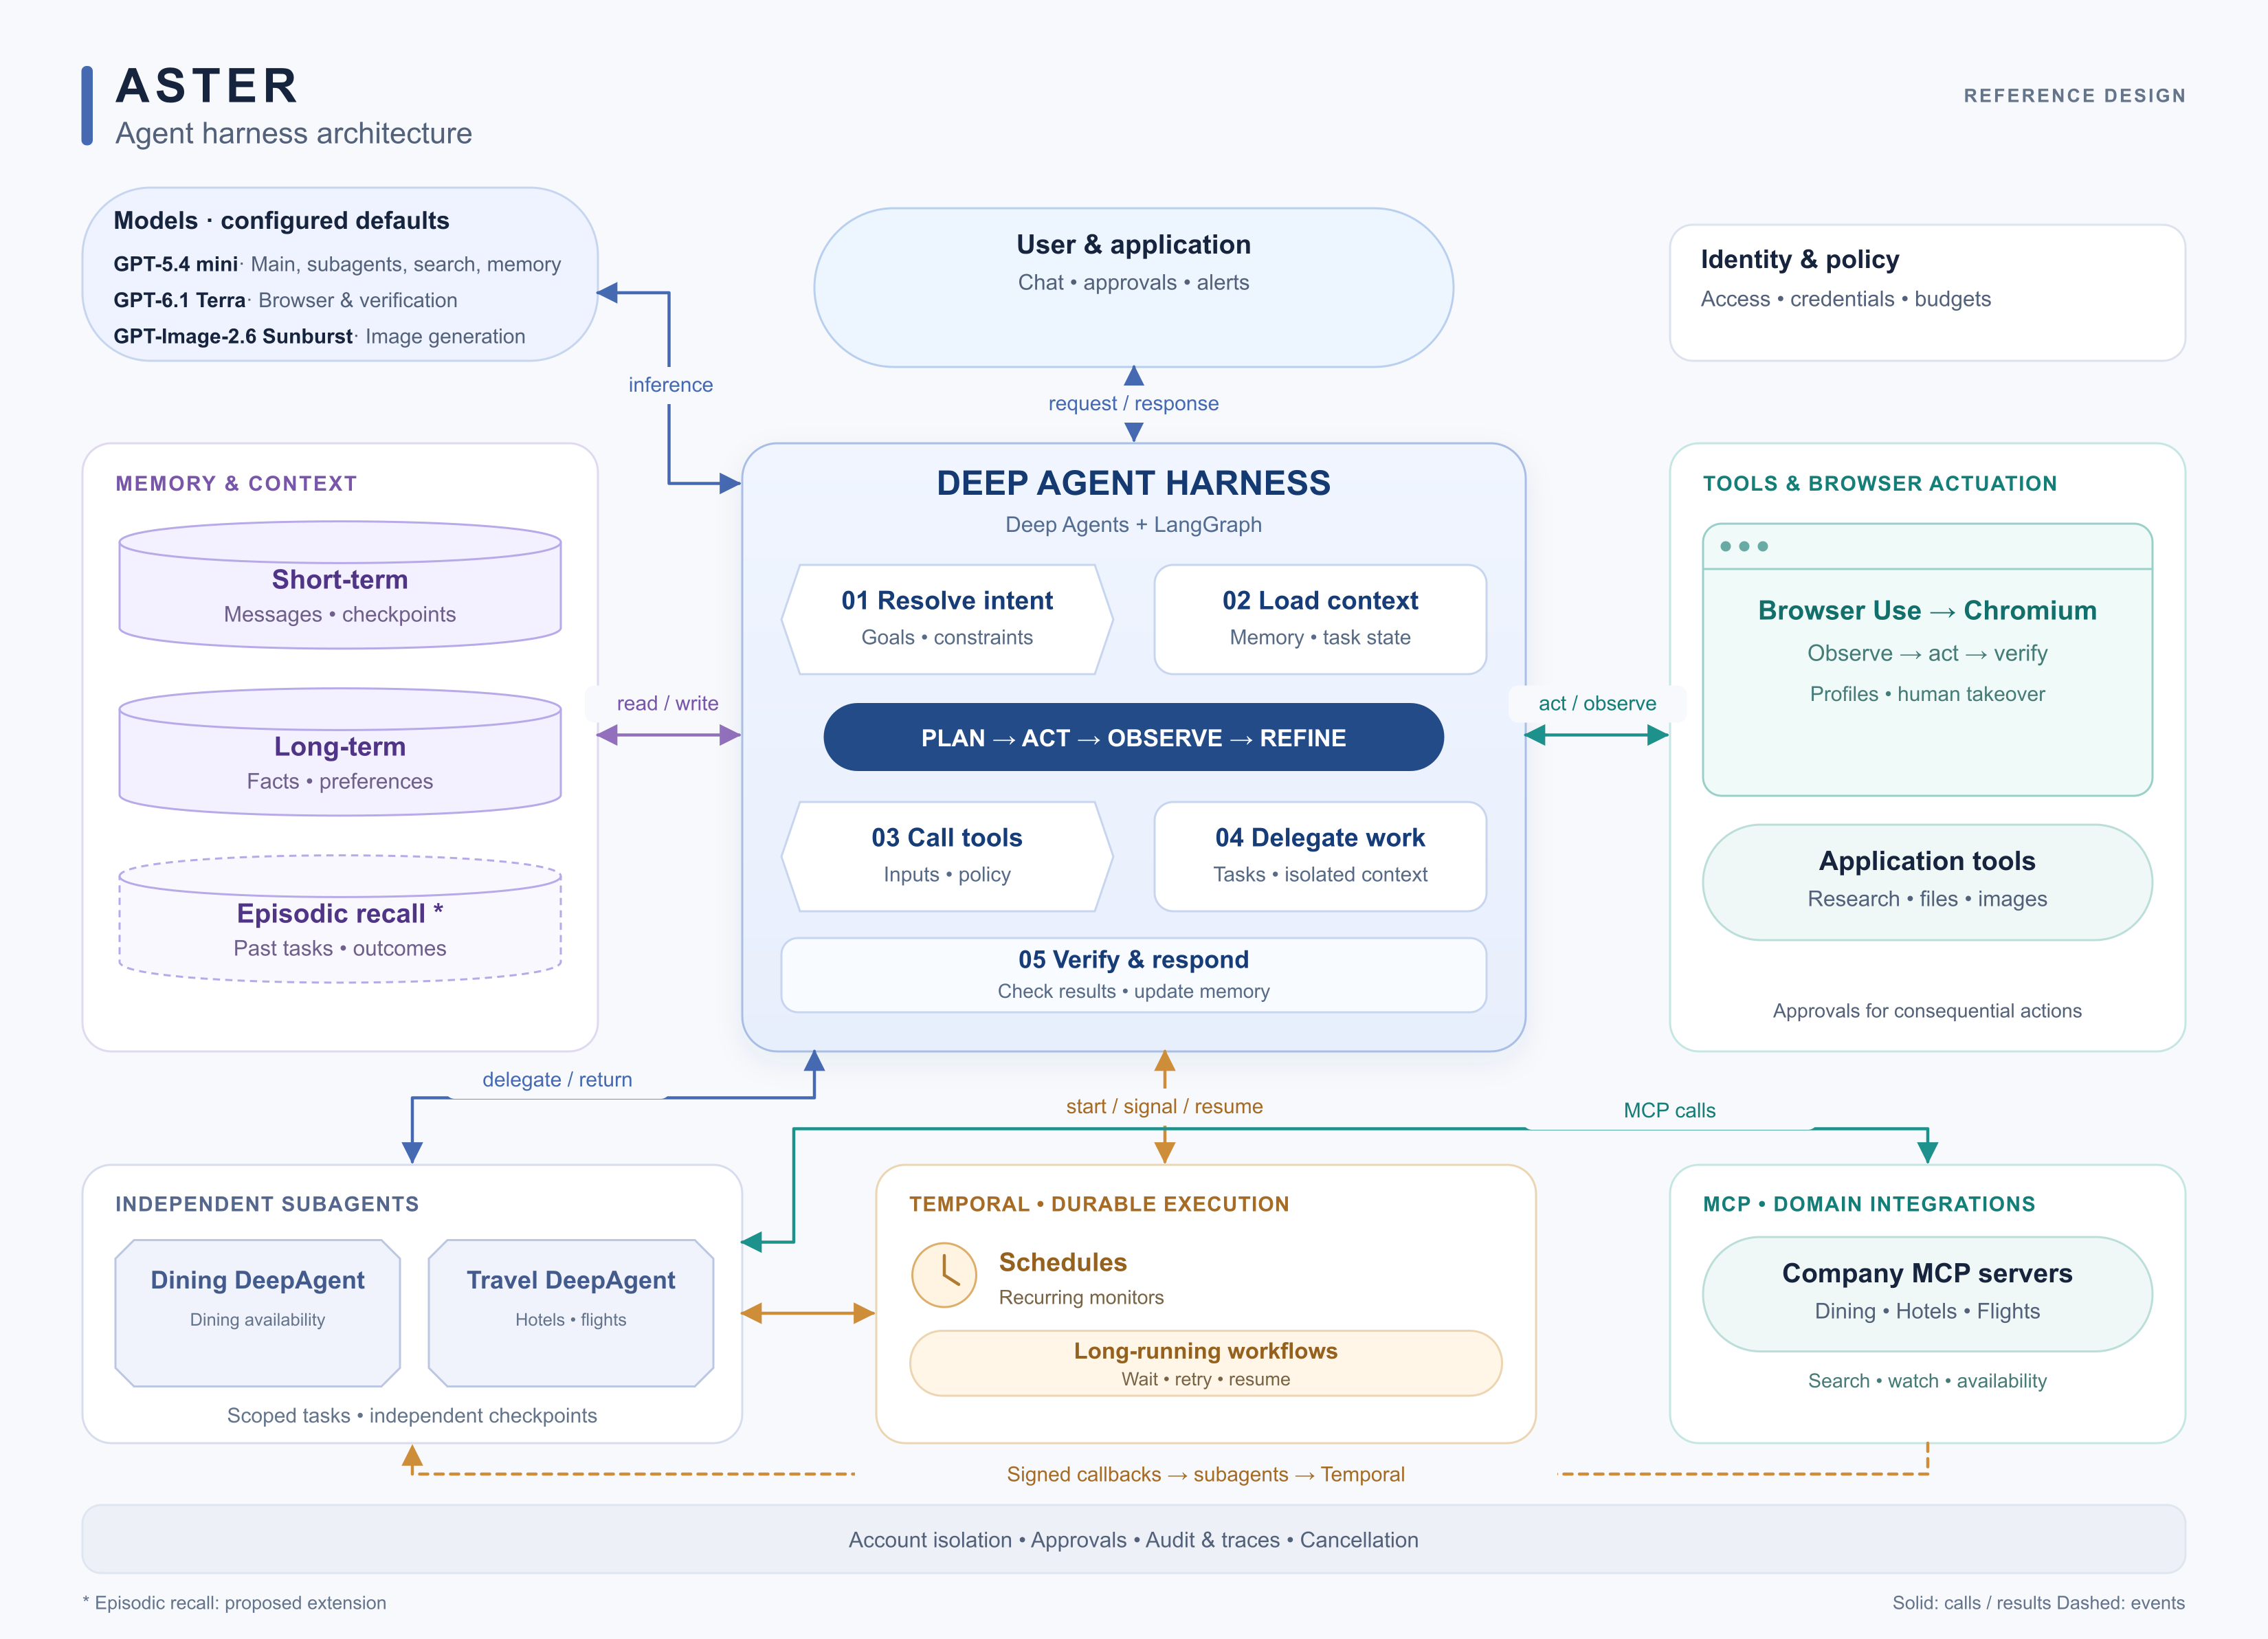 ASTER
Agent harness architecture
REFERENCE DESIGN
Models · configured defaults
GPT-5.4 mini· Main, subagents, search, memory
GPT-6.1 Terra· Browser & verification
GPT-Image-2.6 Sunburst· Image generation
User & application
Chat • approvals • alerts
Identity & policy
Access • credentials • budgets
inference
request / response
MEMORY & CONTEXT
Short-term
Messages • checkpoints
Long-term
Facts • preferences
Episodic recall *
Past tasks • outcomes
read / write
DEEP AGENT HARNESS
Deep Agents + LangGraph
01 Resolve intent
Goals • constraints
02 Load context
Memory • task state
PLAN → ACT → OBSERVE → REFINE
03 Call tools
Inputs • policy
04 Delegate work
Tasks • isolated context
05 Verify & respond
Check results • update memory
act / observe
TOOLS & BROWSER ACTUATION
Browser Use → Chromium
Observe → act → verify
Profiles • human takeover
Application tools
Research • files • images
Approvals for consequential actions
delegate / return
start / signal / resume
MCP calls
INDEPENDENT SUBAGENTS
Dining DeepAgent
Dining availability
Travel DeepAgent
Hotels • flights
Scoped tasks • independent checkpoints
TEMPORAL • DURABLE EXECUTION
Schedules
Recurring monitors
Long-running workflows
Wait • retry • resume
MCP • DOMAIN INTEGRATIONS
Company MCP servers
Dining • Hotels • Flights
Search • watch • availability
Signed callbacks → subagents → Temporal
Account isolation • Approvals • Audit & traces • Cancellation
* Episodic recall: proposed extension
Solid: calls / results Dashed: events